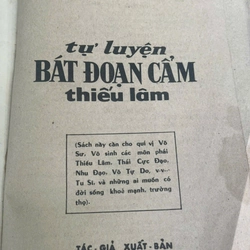 tự luyện
BÁT ĐOẠN CẨM
thiếu lâm
(Sách này cần cho quí vị Võ
Sư, Võ sinh các môn phái
Thiếu Lâm, Thái Cực Đạo,
Nhu Đạo, Võ Tự Do, v.v...
Tu Sĩ, và những ai muốn có
đời sống khoẻ mạnh, trường
thọ).
TÁC - GIẢ XUẤT - BẢN